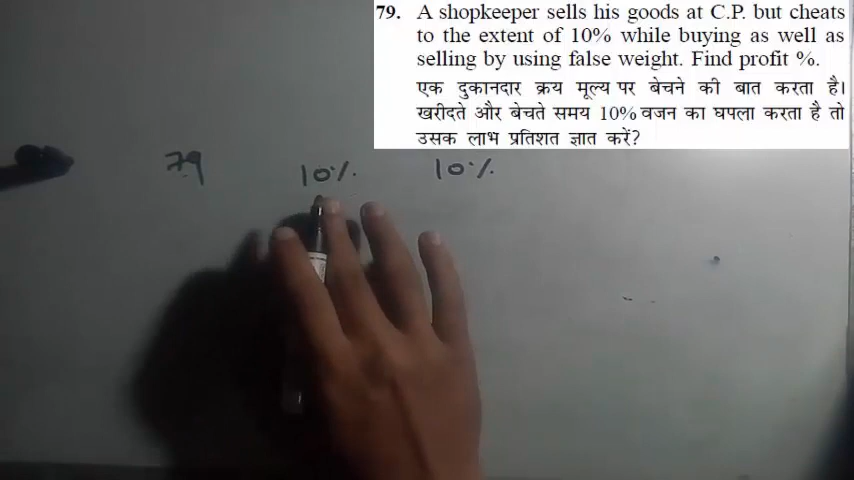 79. A shopkeeper sells his goods at C.P. but cheats
to the extent of 10% while buying as well as
selling by using false weight. Find profit %.
एक दुकानदार क्रय मूल्य पर बेचने की बात करता है।
खरीदते और बेचते समय 10% वजन का घपला करता है तो
उसक लाभ प्रतिशत ज्ञात करें?
79 10% 10%